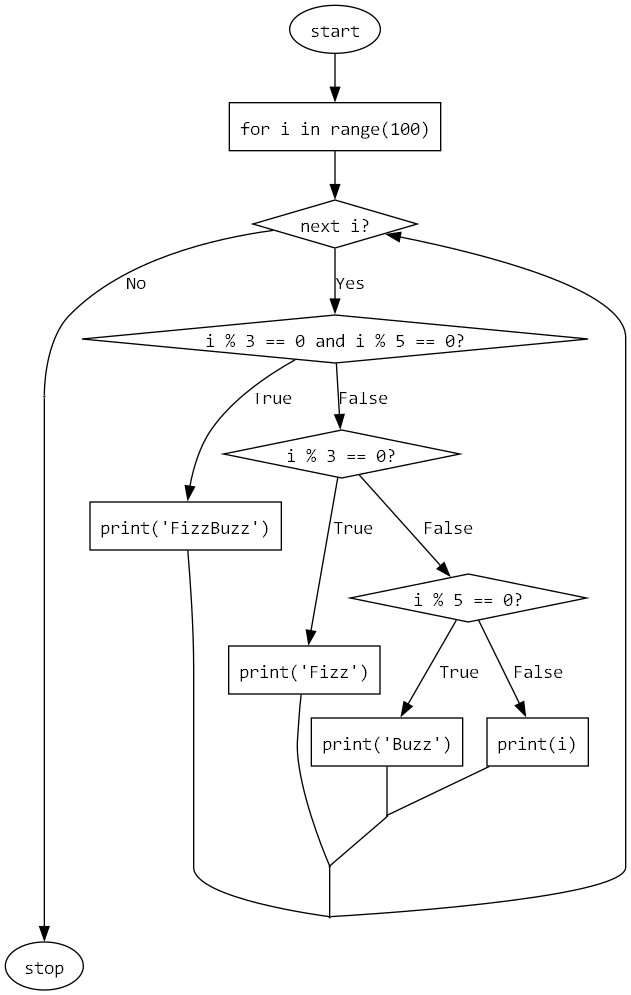 start
for i in range(100)
next i?
No
Yes
i % 3 == 0 and i % 5 == 0?
True
False
i % 3 == 0?
print('FizzBuzz')
True
False
i % 5 == 0?
print('Fizz')
True
False
print('Buzz')
print(i)
stop